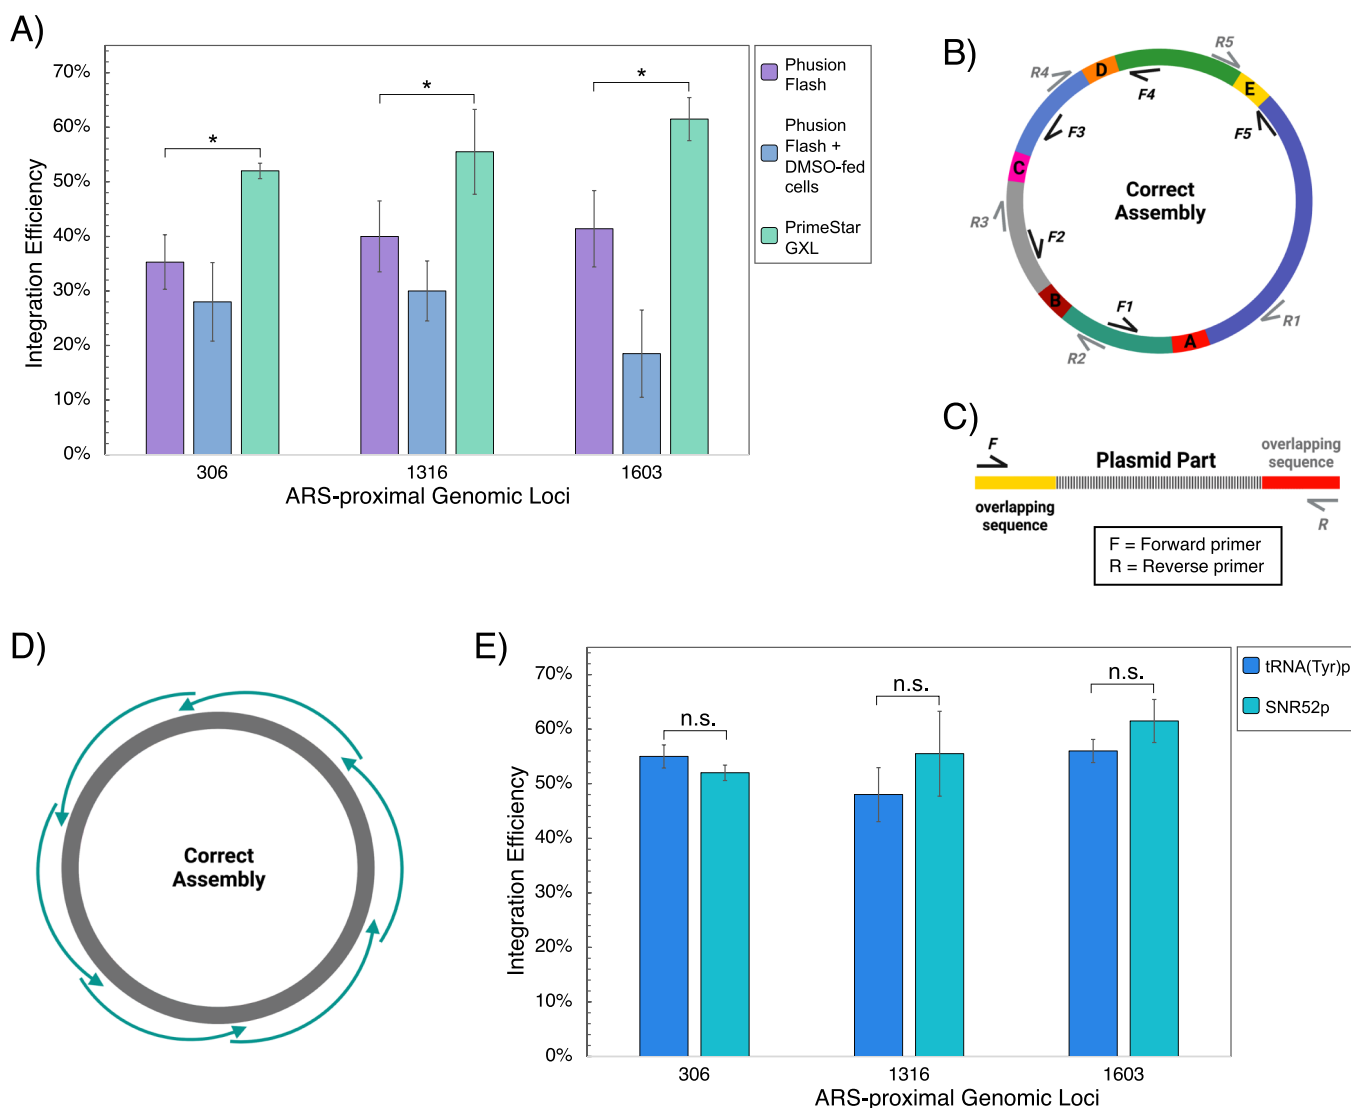 A)
70%
60%
50%
40%
30%
20%
10%
0%
Integration Efficiency
*
*
*
306
1316
1603
ARS-proximal Genomic Loci
Phusion
Flash
Phusion
Flash +
DMSO-fed
cells
PrimeStar
GXL
B)
R5
R4
D
E
F4
F3
F5
C
Correct
Assembly
R3
F2
B
F1
R1
A
R2
C)
F
Plasmid Part
overlapping
sequence
overlapping
sequence
R
F = Forward primer
R = Reverse primer
D)
Correct
Assembly
E)
70%
60%
50%
40%
30%
20%
10%
0%
Integration Efficiency
n.s.
n.s.
n.s.
306
1316
1603
ARS-proximal Genomic Loci
tRNA(Tyr)p
SNR52p